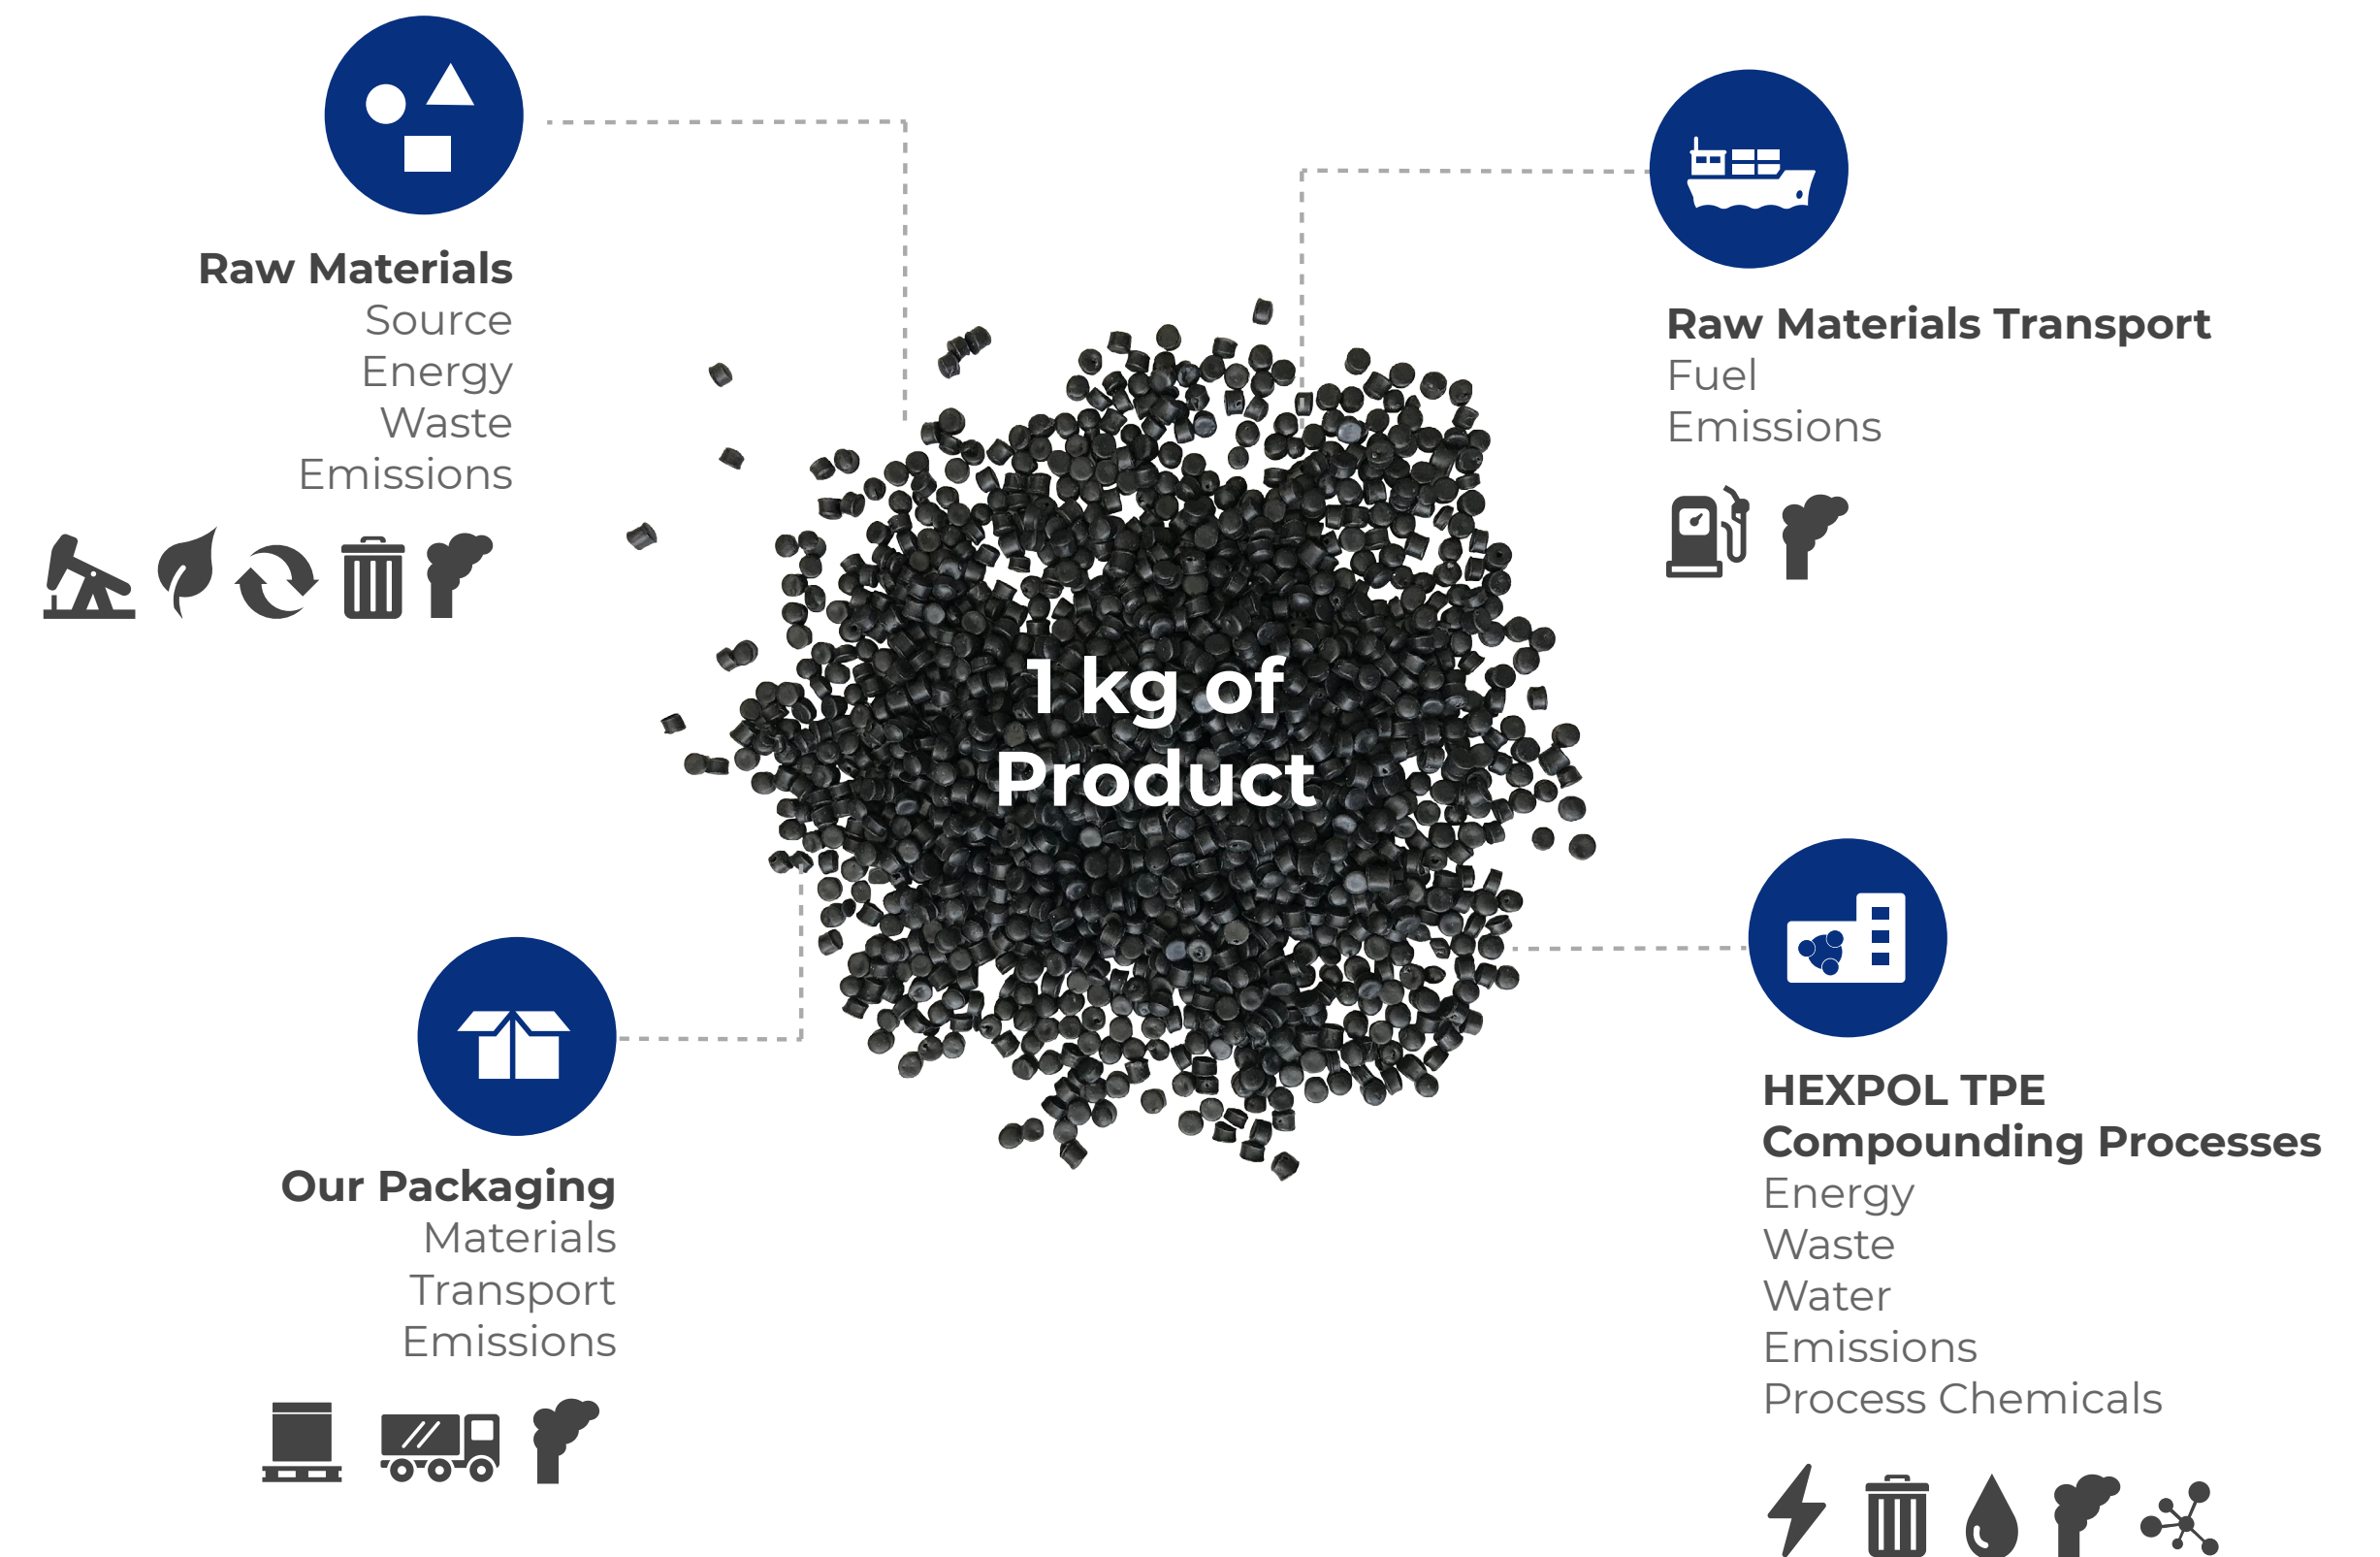 Raw Materials
Source
Energy
Waste
Emissions
Raw Materials Transport
Fuel
Emissions
1 kg of
Product
Our Packaging
Materials
Transport
Emissions
HEXPOL TPE
Compounding Processes
Energy
Waste
Water
Emissions
Process Chemicals